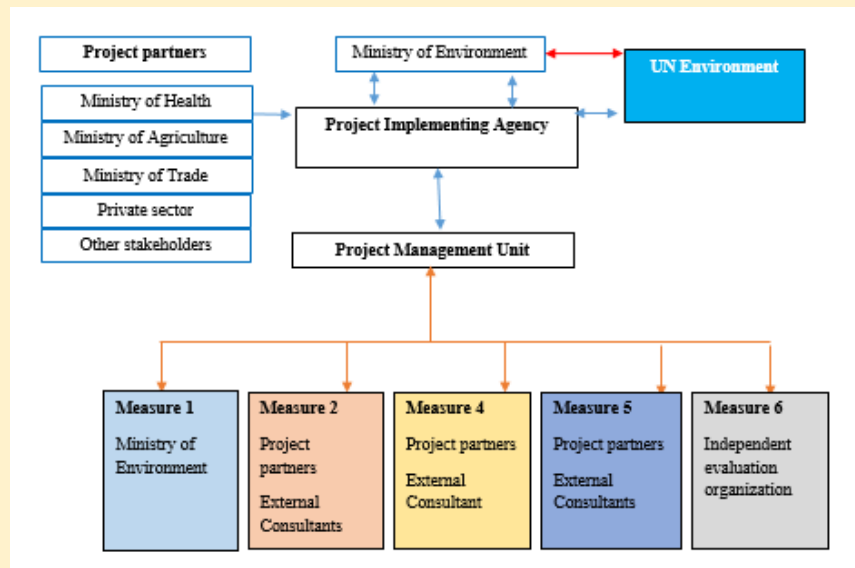 Project partners
Ministry of Environment
UN Environment
Ministry of Health
Ministry of Agriculture
Ministry of Trade
Private sector
Other stakeholders
Project Implementing Agency
Project Management Unit
Measure 1
Ministry of
Environment
Measure 2
Project
partners
External
Consultants
Measure 4
Project partners
External
Consultant
Measure 5
Project partners
External
Consultants
Measure 6
Independent
evaluation
organization